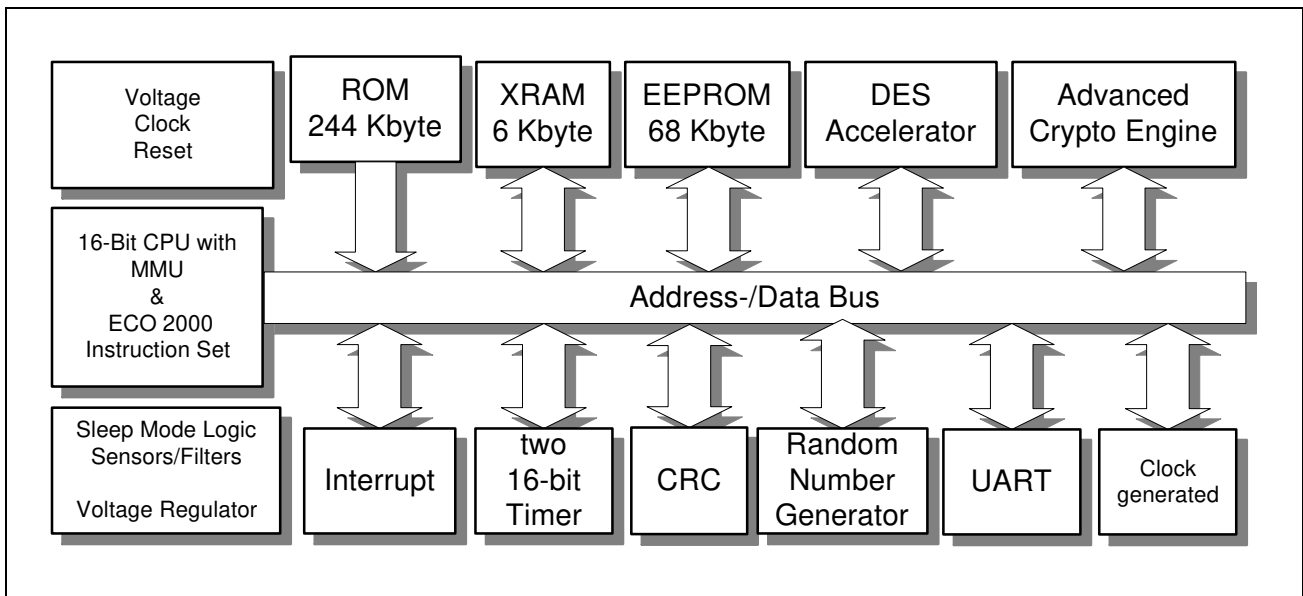 Voltage
Clock
Reset
ROM
244 Kbyte
XRAM
6 Kbyte
EEPROM
68 Kbyte
DES
Accelerator
Advanced
Crypto Engine
16-Bit CPU with
MMU
&
ECO 2000
Instruction Set
Address-/Data Bus
Sleep Mode Logic
Sensors/Filters
Voltage Regulator
Interrupt
two
16-bit
Timer
CRC
Random
Number
Generator
UART
Clock
generated